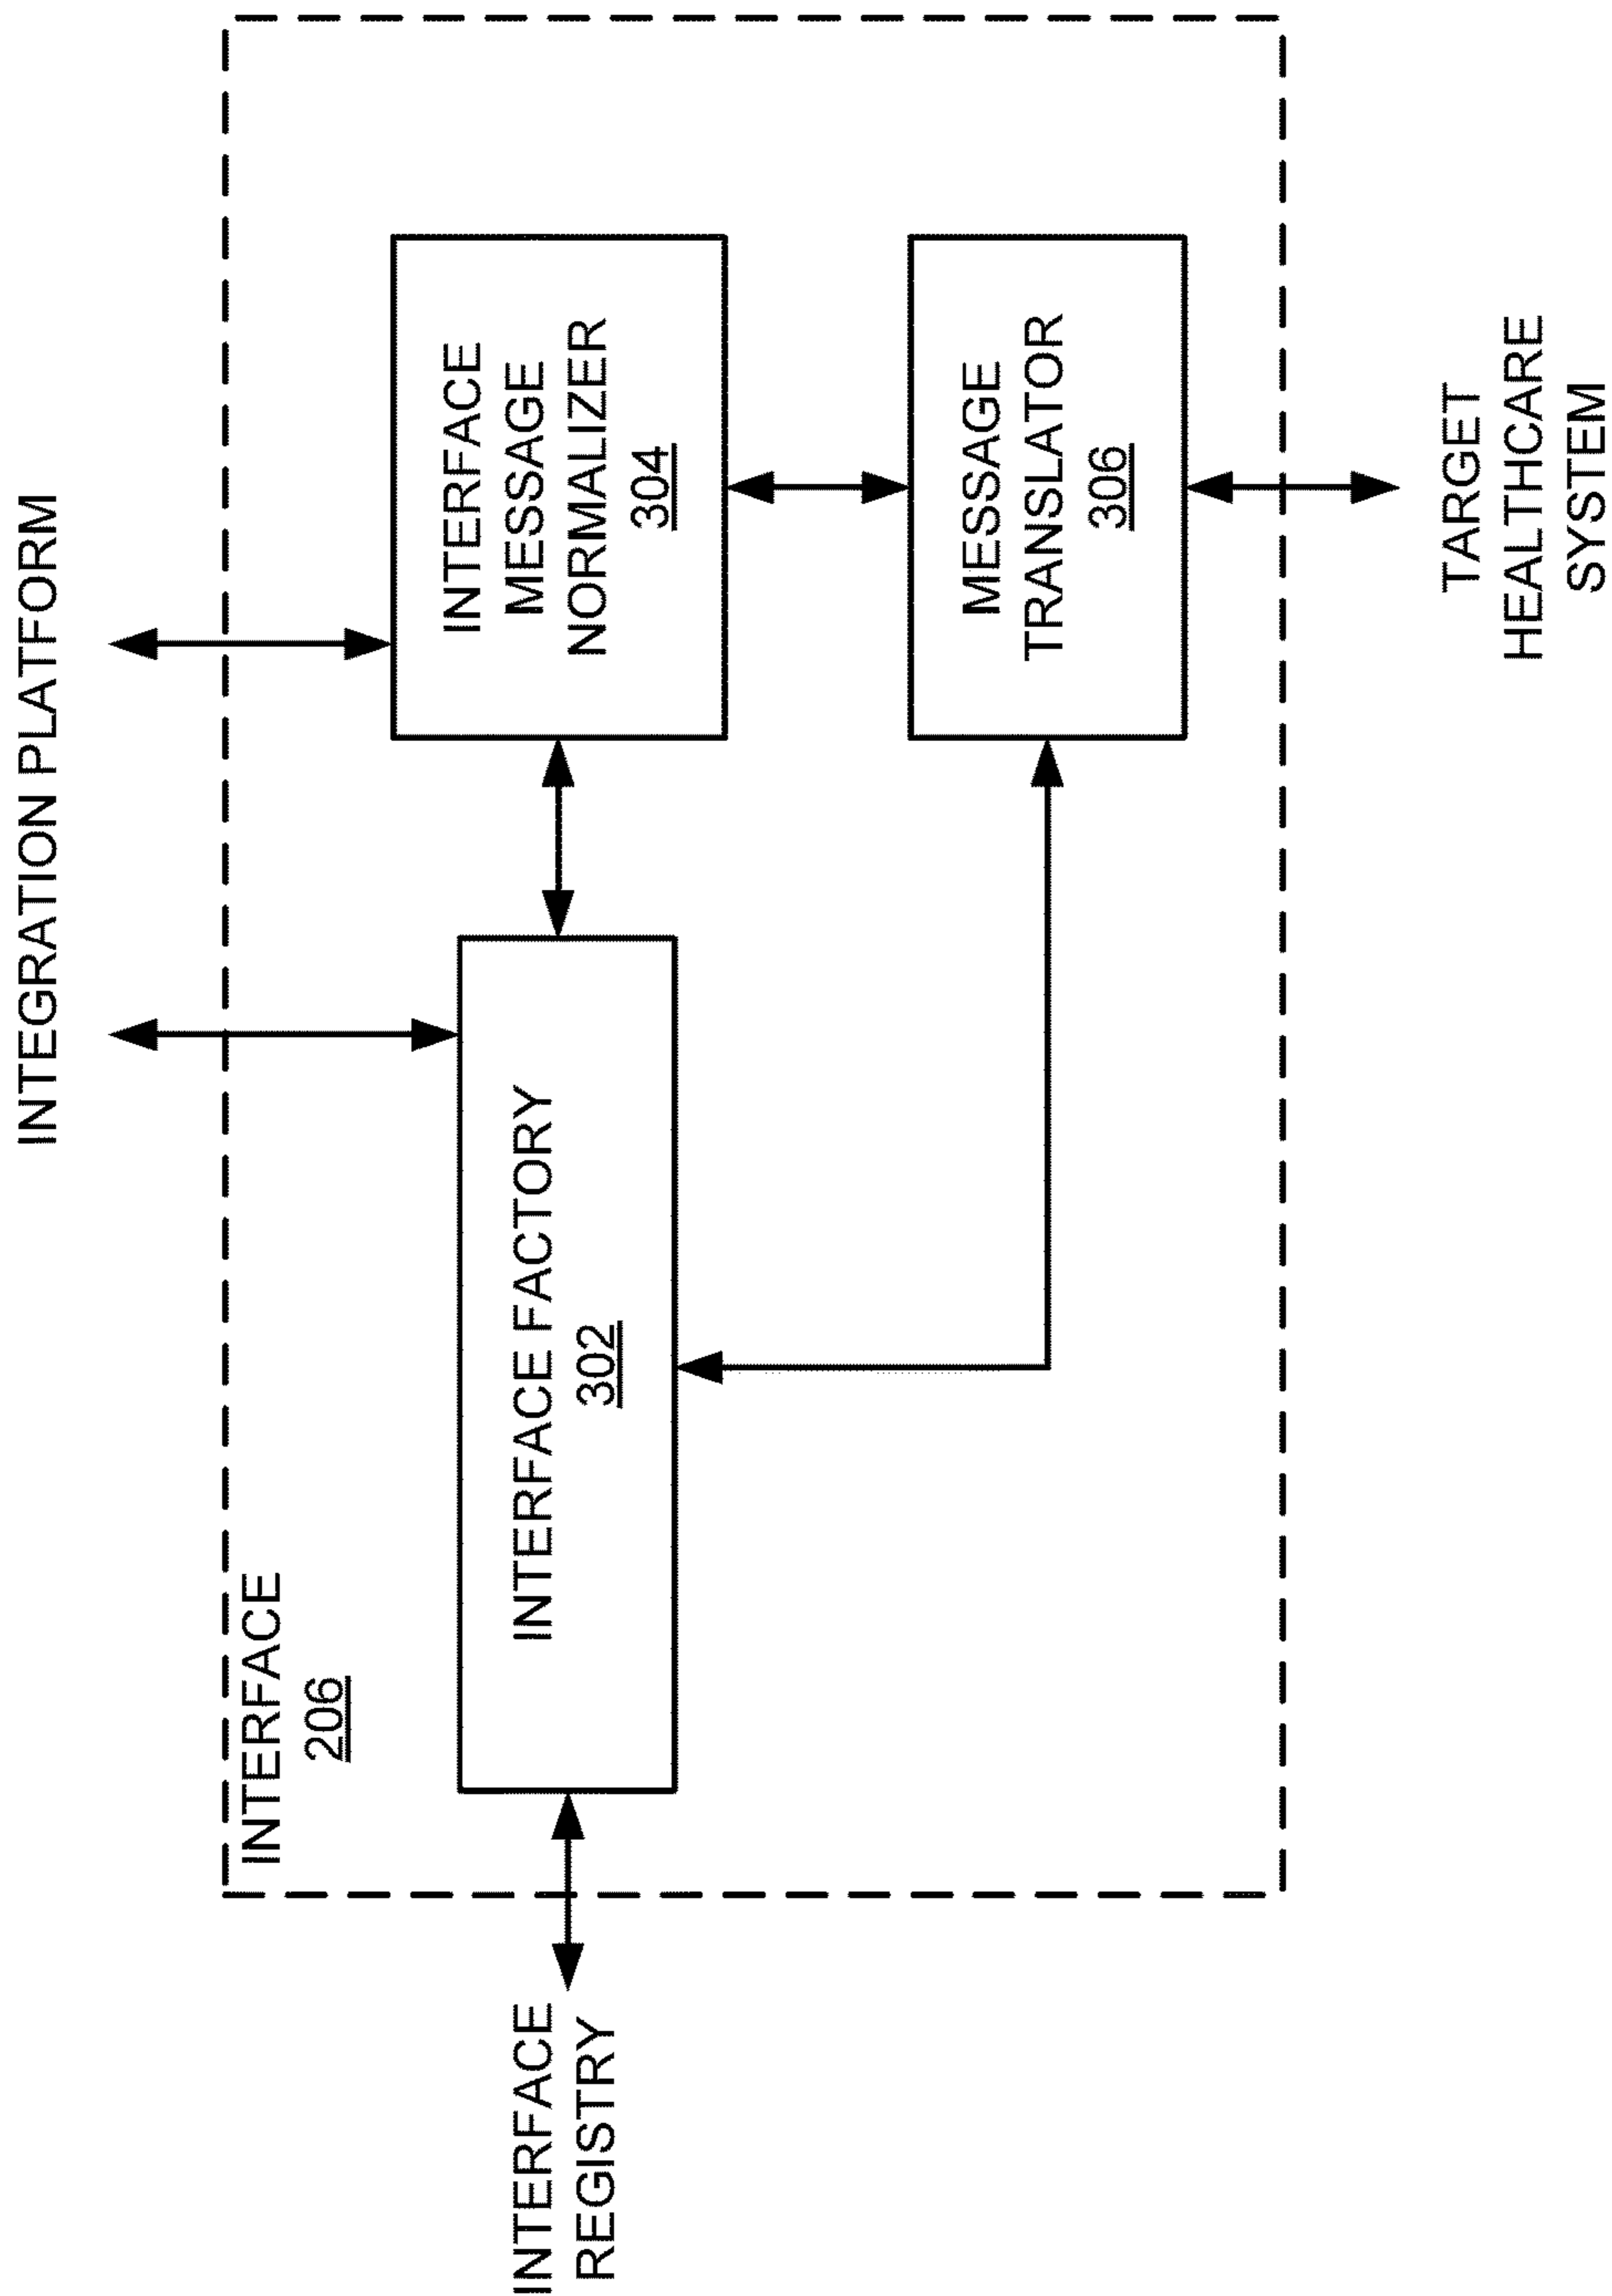 INTEGRATION PLATFORM
INTERFACE
206
INTERFACE
REGISTRY
INTERFACE FACTORY
302
INTERFACE
MESSAGE
NORMALIZER
304
MESSAGE
TRANSLATOR
306
TARGET
HEALTHCARE
SYSTEM